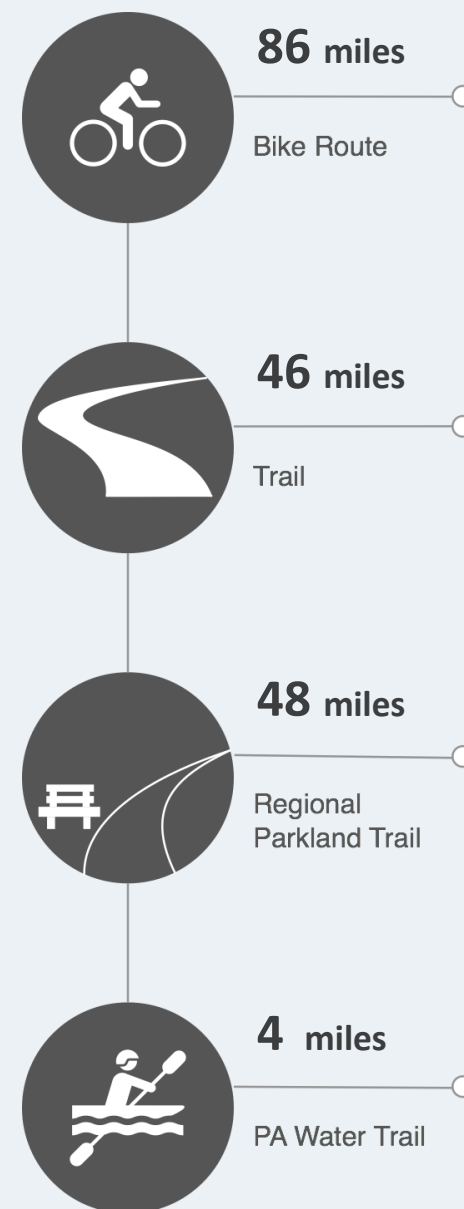 86 miles
Bike Route
46 miles
Trail
48 miles
Regional
Parkland Trail
4 miles
PA Water Trail